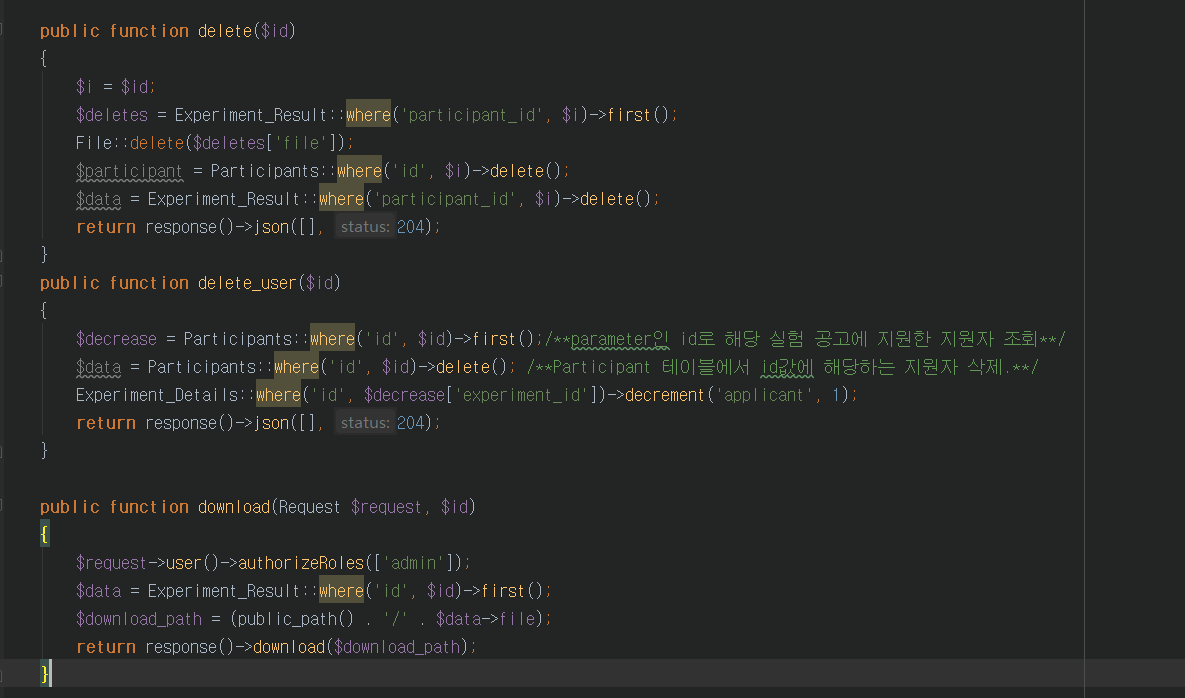 public function delete($id)
{
$i = $id;
$deletes = Experiment_Result::where('participant_id', $i)->first();
File::delete($deletes['file']);
$participant = Participants::where('id', $i)->delete();
$data = Experiment_Result::where('participant_id', $i)->delete();
return response()->json([], status: 204);
}
public function delete_user($id)
{
$decrease = Participants::where('id', $id)->first();/**parameter인 id로 해당 실험 공고에 지원한 지원자 조회**/
$data = Participants::where('id', $id)->delete(); /**Participant 테이블에서 id값에 해당하는 지원자 삭제.**/
Experiment_Details::where('id', $decrease['experiment_id'])->decrement('applicant', 1);
return response()->json([], status: 204);
}
public function download(Request $request, $id)
{
$request->user()->authorizeRoles(['admin']);
$data = Experiment_Result::where('id', $id)->first();
$download_path = (public_path() . '/' . $data->file);
return response()->download($download_path);
}